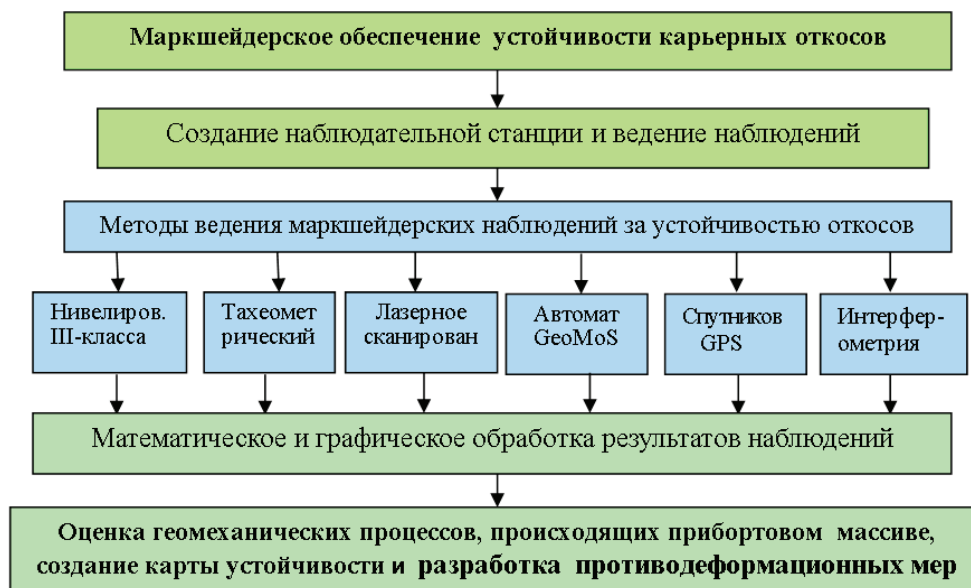 Маркшейдерское обеспечение устойчивости карьерных откосов
Создание наблюдательной станции и ведение наблюдений
Методы ведения маркшейдерских наблюдений за устойчивостью откосов
Нивелиров.
III-класса
Тахеомет
рический
Лазерное
сканирован
Автомат
GeoMoS
Спутников
GPS
Интерфер-
ометрия
Математическое и графическое обработка результатов наблюдений
Оценка геомеханических процессов, происходящих прибортовом массиве,
создание карты устойчивости и разработка противодеформационных мер